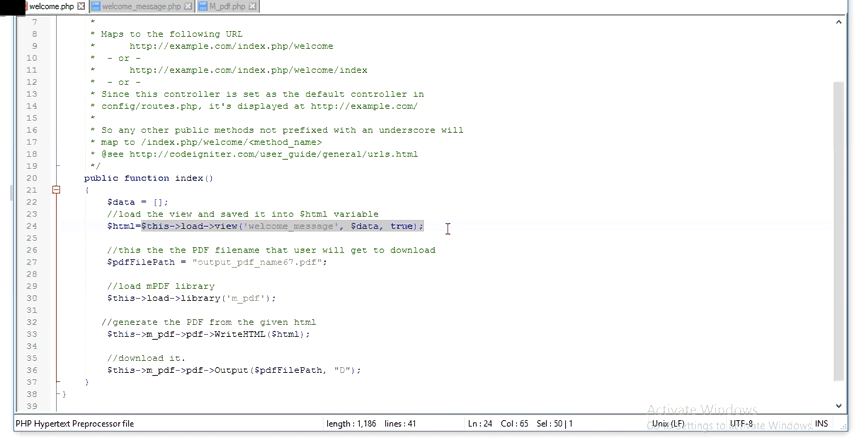 welcome.php welcome_message.php M_pdf.php
7 *
8 * Maps to the following URL
9 * http://example.com/index.php/welcome
10 * - or -
11 * http://example.com/index.php/welcome/index
12 * - or -
13 * Since this controller is set as the default controller in
14 * config/routes.php, it's displayed at http://example.com/
15 *
16 * So any other public methods not prefixed with an underscore will
17 * map to /index.php/welcome/<method_name>
18 * @see http://codeigniter.com/user_guide/general/urls.html
19 */
20 public function index()
21 {
22 $data = [];
23 //load the view and saved it into $html variable
24 $html=$this->load->view('welcome_message', $data, true);
25
26 //this the the PDF filename that user will get to download
27 $pdfFilePath = "output_pdf_name67.pdf";
28
29 //load mPDF library
30 $this->load->library('m_pdf');
31
32 //generate the PDF from the given html
33 $this->m_pdf->pdf->WriteHTML($html);
34
35 //download it.
36 $this->m_pdf->pdf->Output($pdfFilePath, "D");
37 }
38 }
39
Activate Windows
PHP Hypertext Preprocessor file length : 1,186 lines : 41 Ln : 24 Col : 65 Sel : 50 | 1 Unix (LF) UTF-8 INS